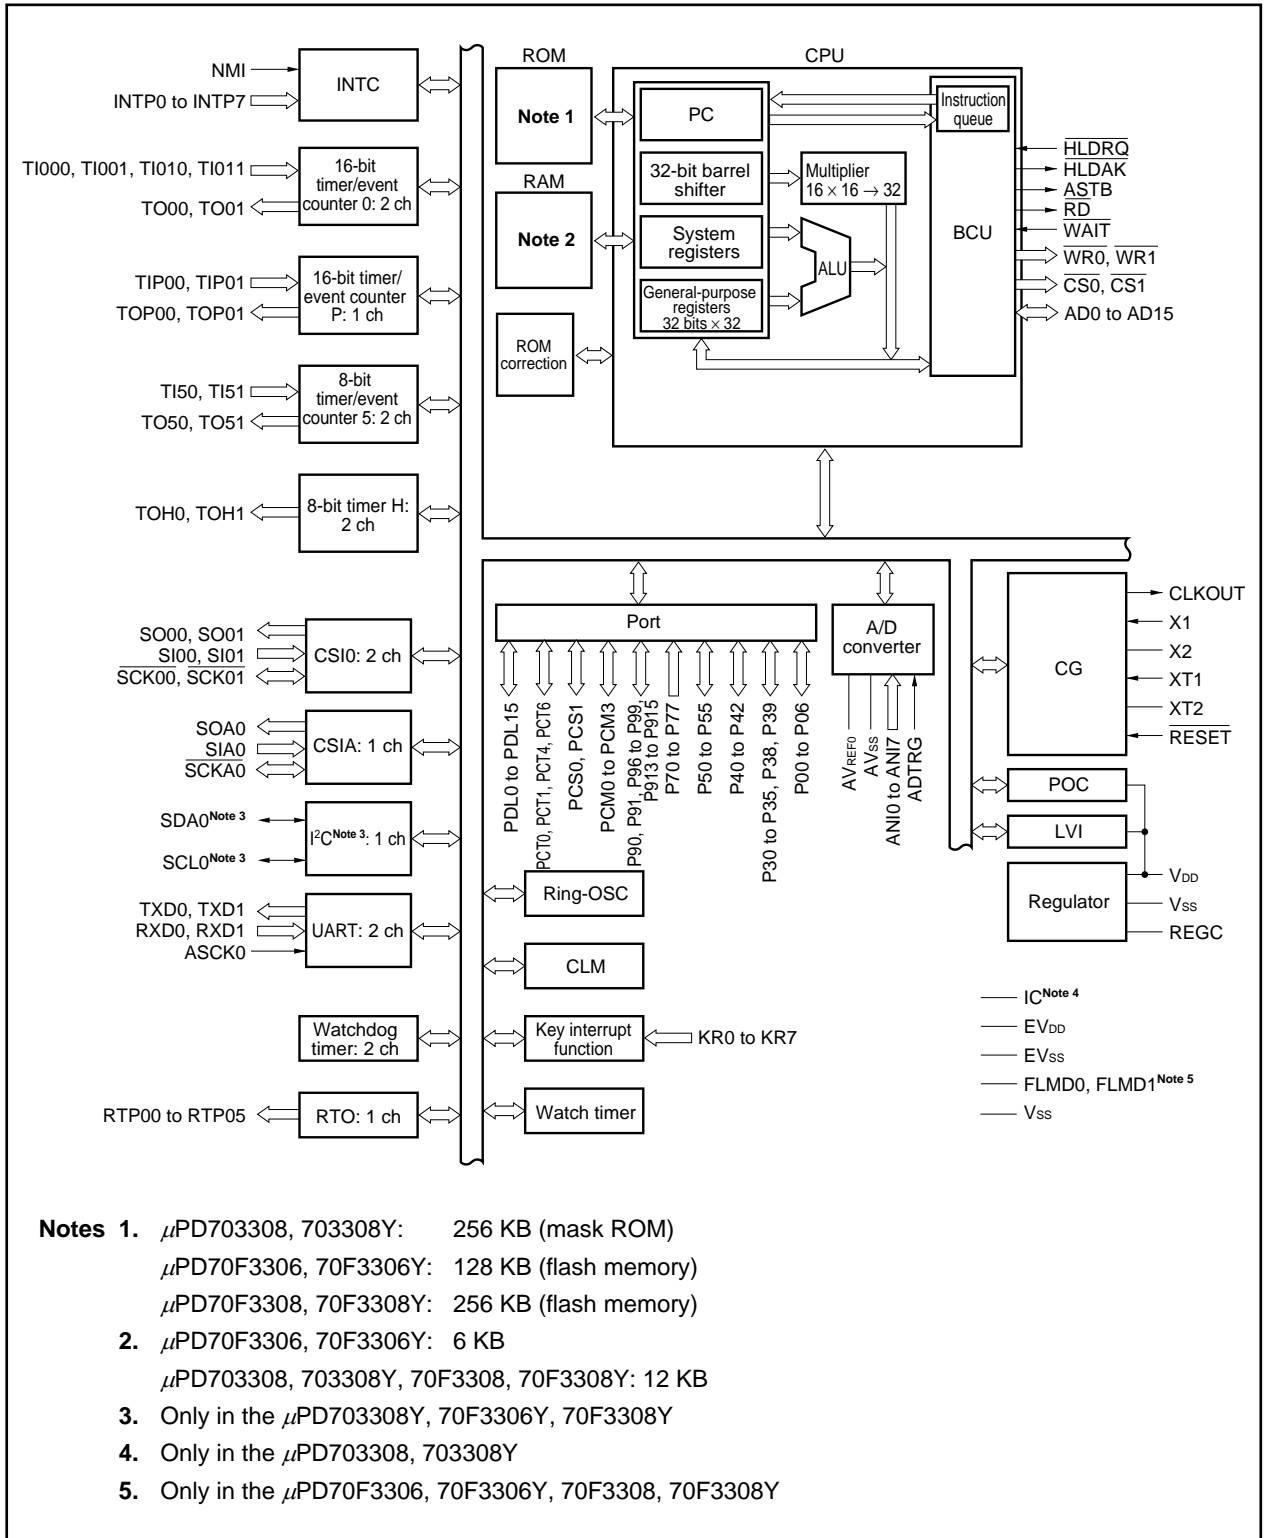 ROM
CPU
NMI
INTP0 to INTP7
INTC
Note 1
PC
Instruction
queue
TI000, TI001, TI010, TI011
TO00, TO01
16-bit
timer/event
counter 0: 2 ch
RAM
Note 2
32-bit barrel
shifter
Multiplier
16 × 16 → 32
System
registers
ALU
General-purpose
registers
32 bits × 32
BCU
HLDRQ
HLDAK
ASTB
RD
WAIT
WR0, WR1
CS0, CS1
AD0 to AD15
TIP00, TIP01
TOP00, TOP01
16-bit timer/
event counter
P: 1 ch
ROM
correction
TI50, TI51
TO50, TO51
8-bit
timer/event
counter 5: 2 ch
TOH0, TOH1
8-bit timer H:
2 ch
SO00, SO01
SI00, SI01
SCK00, SCK01
CSI0: 2 ch
Port
A/D
converter
CG
CLKOUT
X1
X2
XT1
XT2
RESET
SOA0
SIA0
SCKA0
CSIA: 1 ch
PDL0 to PDL15
PCT0, PCT1, PCT4, PCT6
PCS0, PCS1
PCM0 to PCM3
P90, P91, P96 to P99,
P913 to P915
P70 to P77
P50 to P55
P40 to P42
P30 to P35, P38, P39
P00 to P06
AVREF0
AVSS
ANI0 to ANI7
ADTRG
POC
LVI
Regulator
VDD
VSS
REGC
SDA0Note 3
SCL0Note 3
I2CNote 3: 1 ch
Ring-OSC
TXD0, TXD1
RXD0, RXD1
ASCK0
UART: 2 ch
CLM
Watchdog
timer: 2 ch
Key interrupt
function
KR0 to KR7
RTP00 to RTP05
RTO: 1 ch
Watch timer
ICNote 4
EVDD
EVSS
FLMD0, FLMD1Note 5
VSS
Notes 1. μPD703308, 703308Y: 256 KB (mask ROM)
μPD70F3306, 70F3306Y: 128 KB (flash memory)
μPD70F3308, 70F3308Y: 256 KB (flash memory)
2. μPD70F3306, 70F3306Y: 6 KB
μPD703308, 703308Y, 70F3308, 70F3308Y: 12 KB
3. Only in the μPD703308Y, 70F3306Y, 70F3308Y
4. Only in the μPD703308, 703308Y
5. Only in the μPD70F3306, 70F3306Y, 70F3308, 70F3308Y